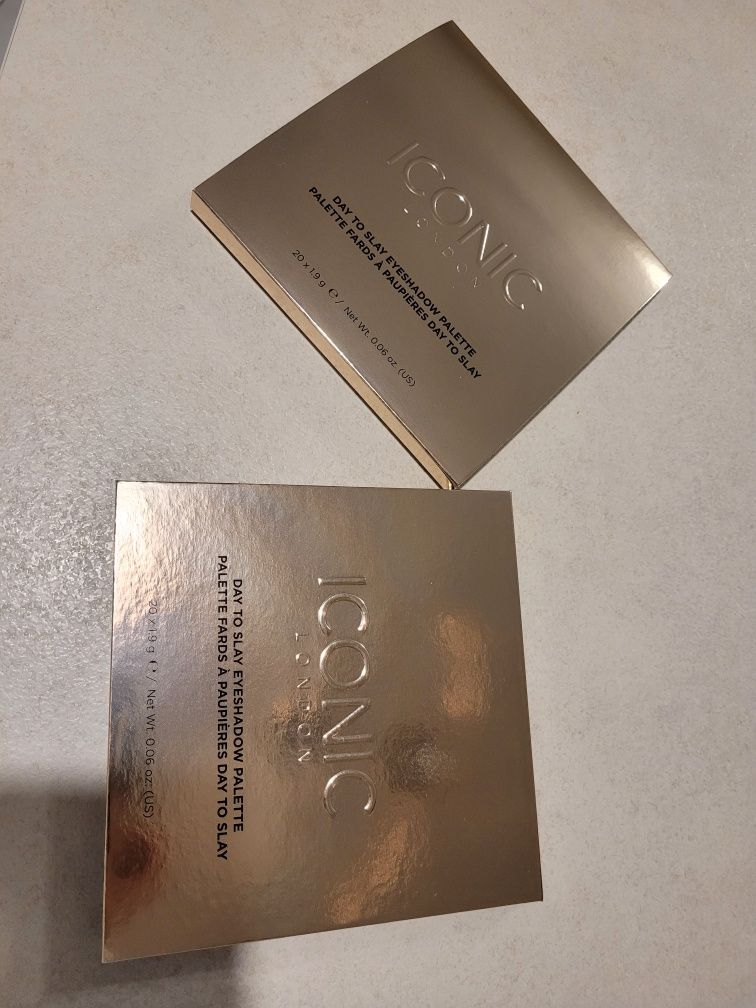 ICONIC
LONDON
DAY TO SLAY EYESHADOW PALETTE
PALETTE FARDS À PAUPIÈRES DAY TO SLAY
20 x 1.9 g ℮ / Net Wt. 0.06 oz. (US)
ICONIC
LONDON
DAY TO SLAY EYESHADOW PALETTE
PALETTE FARDS À PAUPIÈRES DAY TO SLAY
20 x 1.9 g ℮ / Net Wt. 0.06 oz. (US)